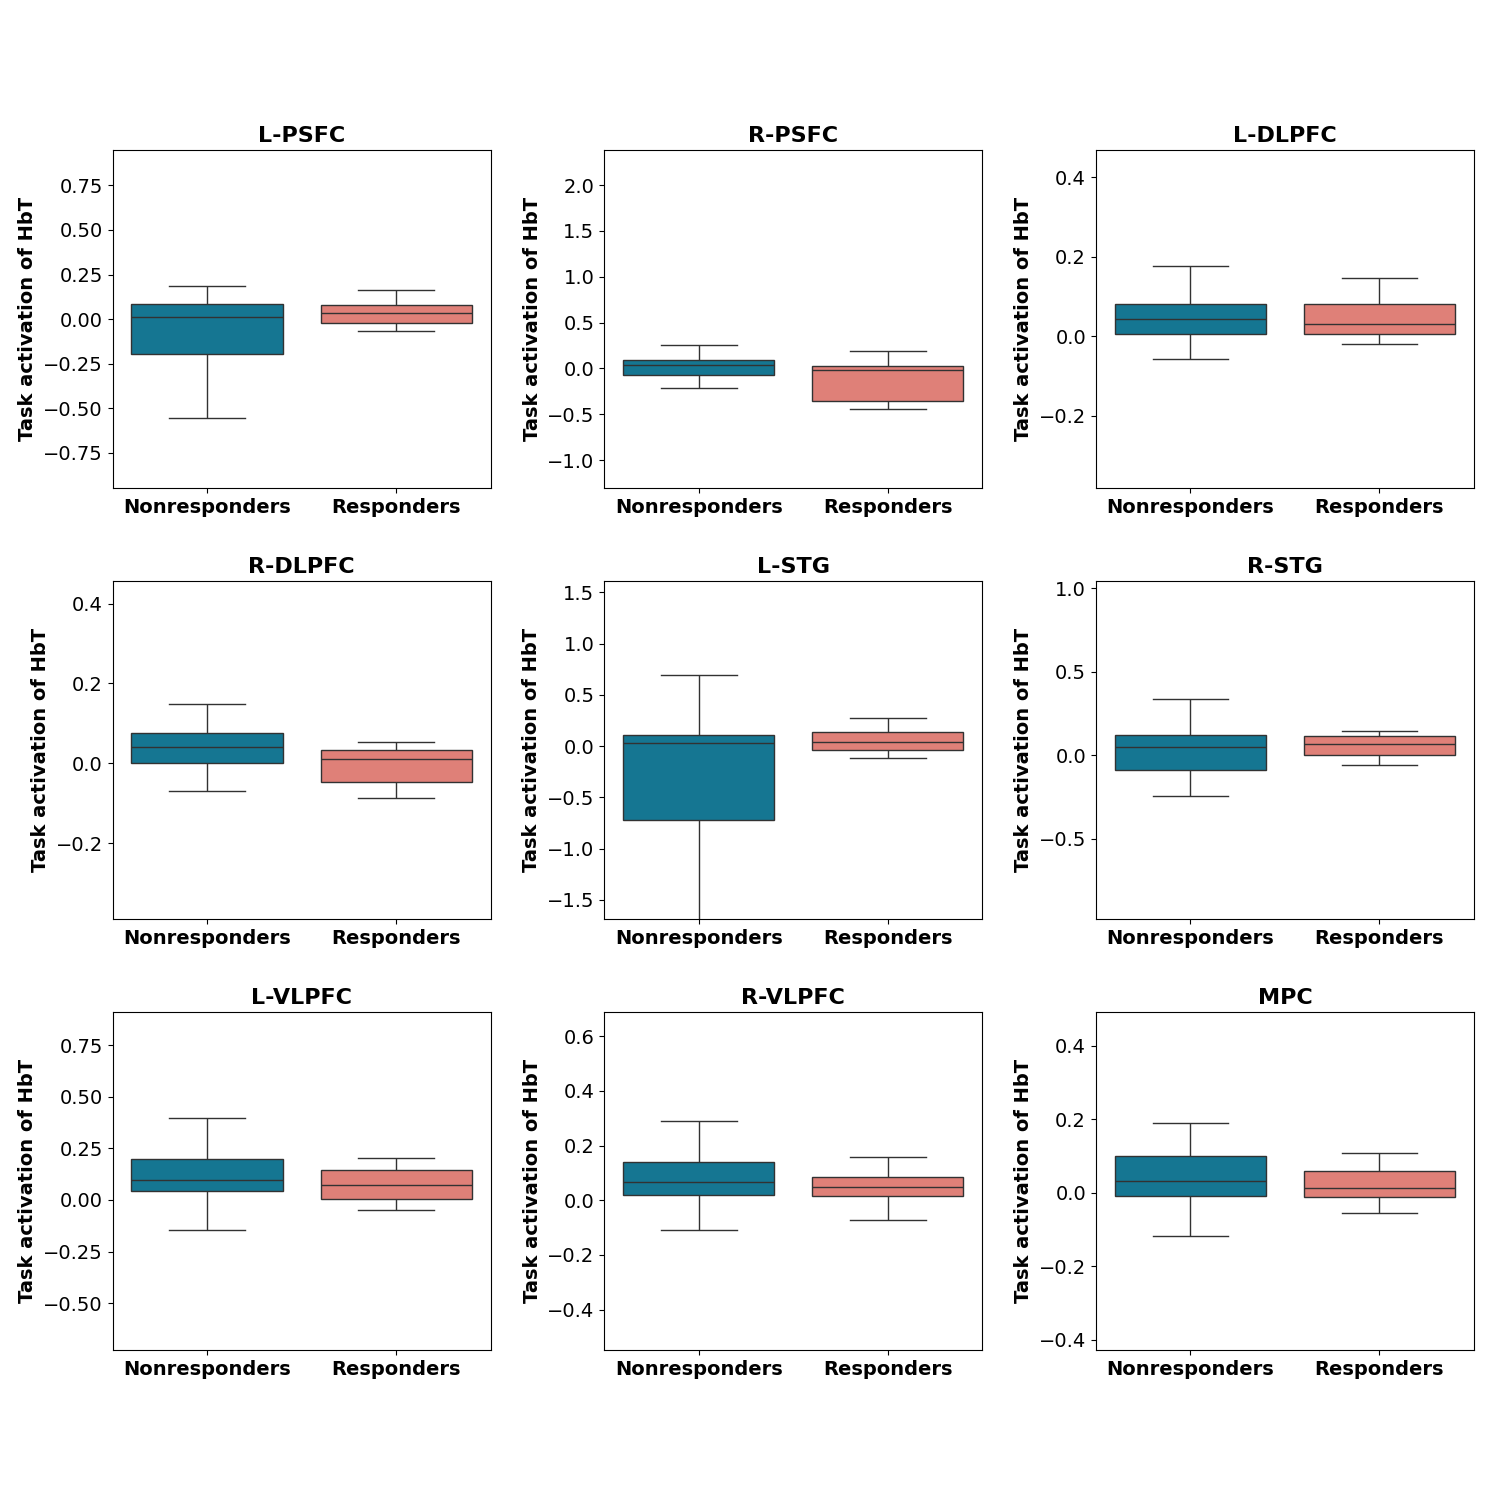 L-PSFC
Task activation of HbT
0.75
0.50
0.25
0.00
−0.25
−0.50
−0.75
Nonresponders Responders
R-PSFC
Task activation of HbT
2.0
1.5
1.0
0.5
0.0
−0.5
−1.0
Nonresponders Responders
L-DLPFC
Task activation of HbT
0.4
0.2
0.0
−0.2
Nonresponders Responders
R-DLPFC
Task activation of HbT
0.4
0.2
0.0
−0.2
Nonresponders Responders
L-STG
Task activation of HbT
1.5
1.0
0.5
0.0
−0.5
−1.0
−1.5
Nonresponders Responders
R-STG
Task activation of HbT
1.0
0.5
0.0
−0.5
Nonresponders Responders
L-VLPFC
Task activation of HbT
0.75
0.50
0.25
0.00
−0.25
−0.50
Nonresponders Responders
R-VLPFC
Task activation of HbT
0.6
0.4
0.2
0.0
−0.2
−0.4
Nonresponders Responders
MPC
Task activation of HbT
0.4
0.2
0.0
−0.2
−0.4
Nonresponders Responders